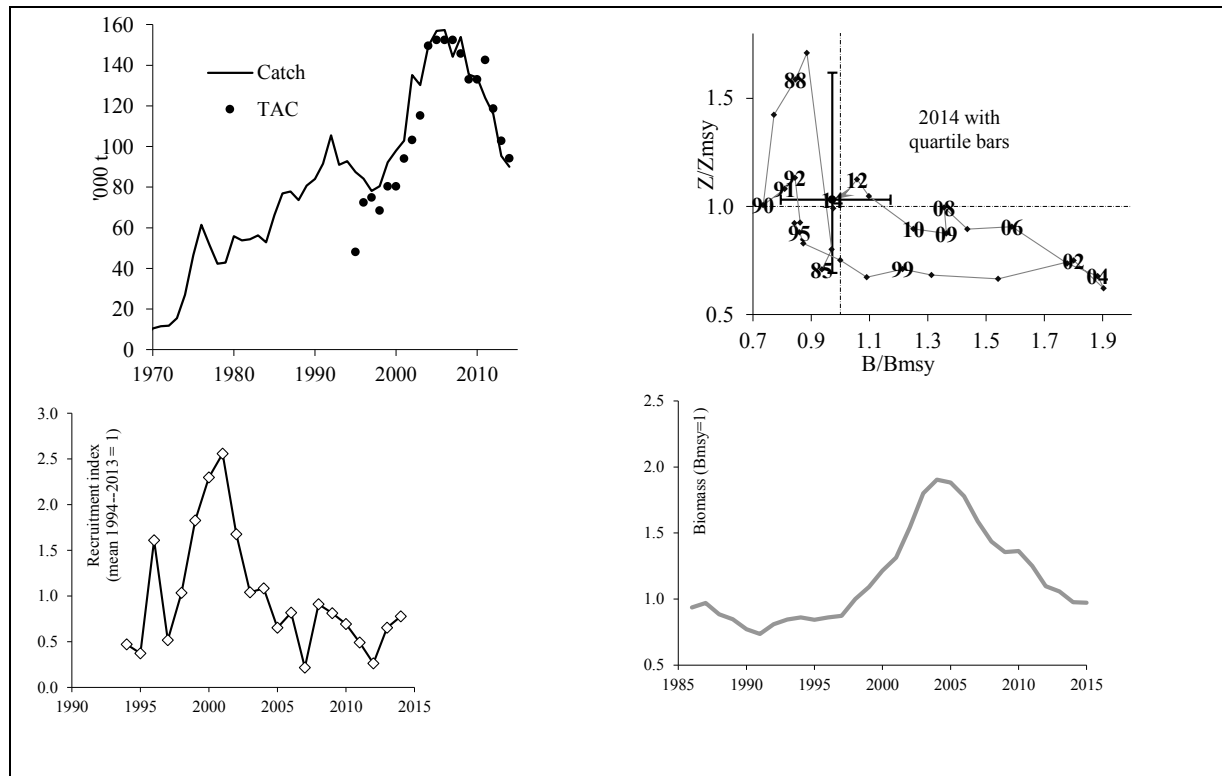 160
140
120
100
80
60
40
20
0
'000 t
Catch
TAC
1970 1980 1990 2000 2010
1.5
1.0
0.5
Z/Zmsy
88
92
91
90
95
85
12
2014 with
quartile bars
10
08
09
06
99
02
04
0.7 0.9 1.1 1.3 1.5 1.7 1.9
B/Bmsy
3.0
2.5
2.0
1.5
1.0
0.5
0.0
Recruitment index
(mean 1994--2013 = 1)
1990 1995 2000 2005 2010 2015
2.5
2.0
1.5
1.0
0.5
Biomass (Bmsy=1)
1985 1990 1995 2000 2005 2010 2015